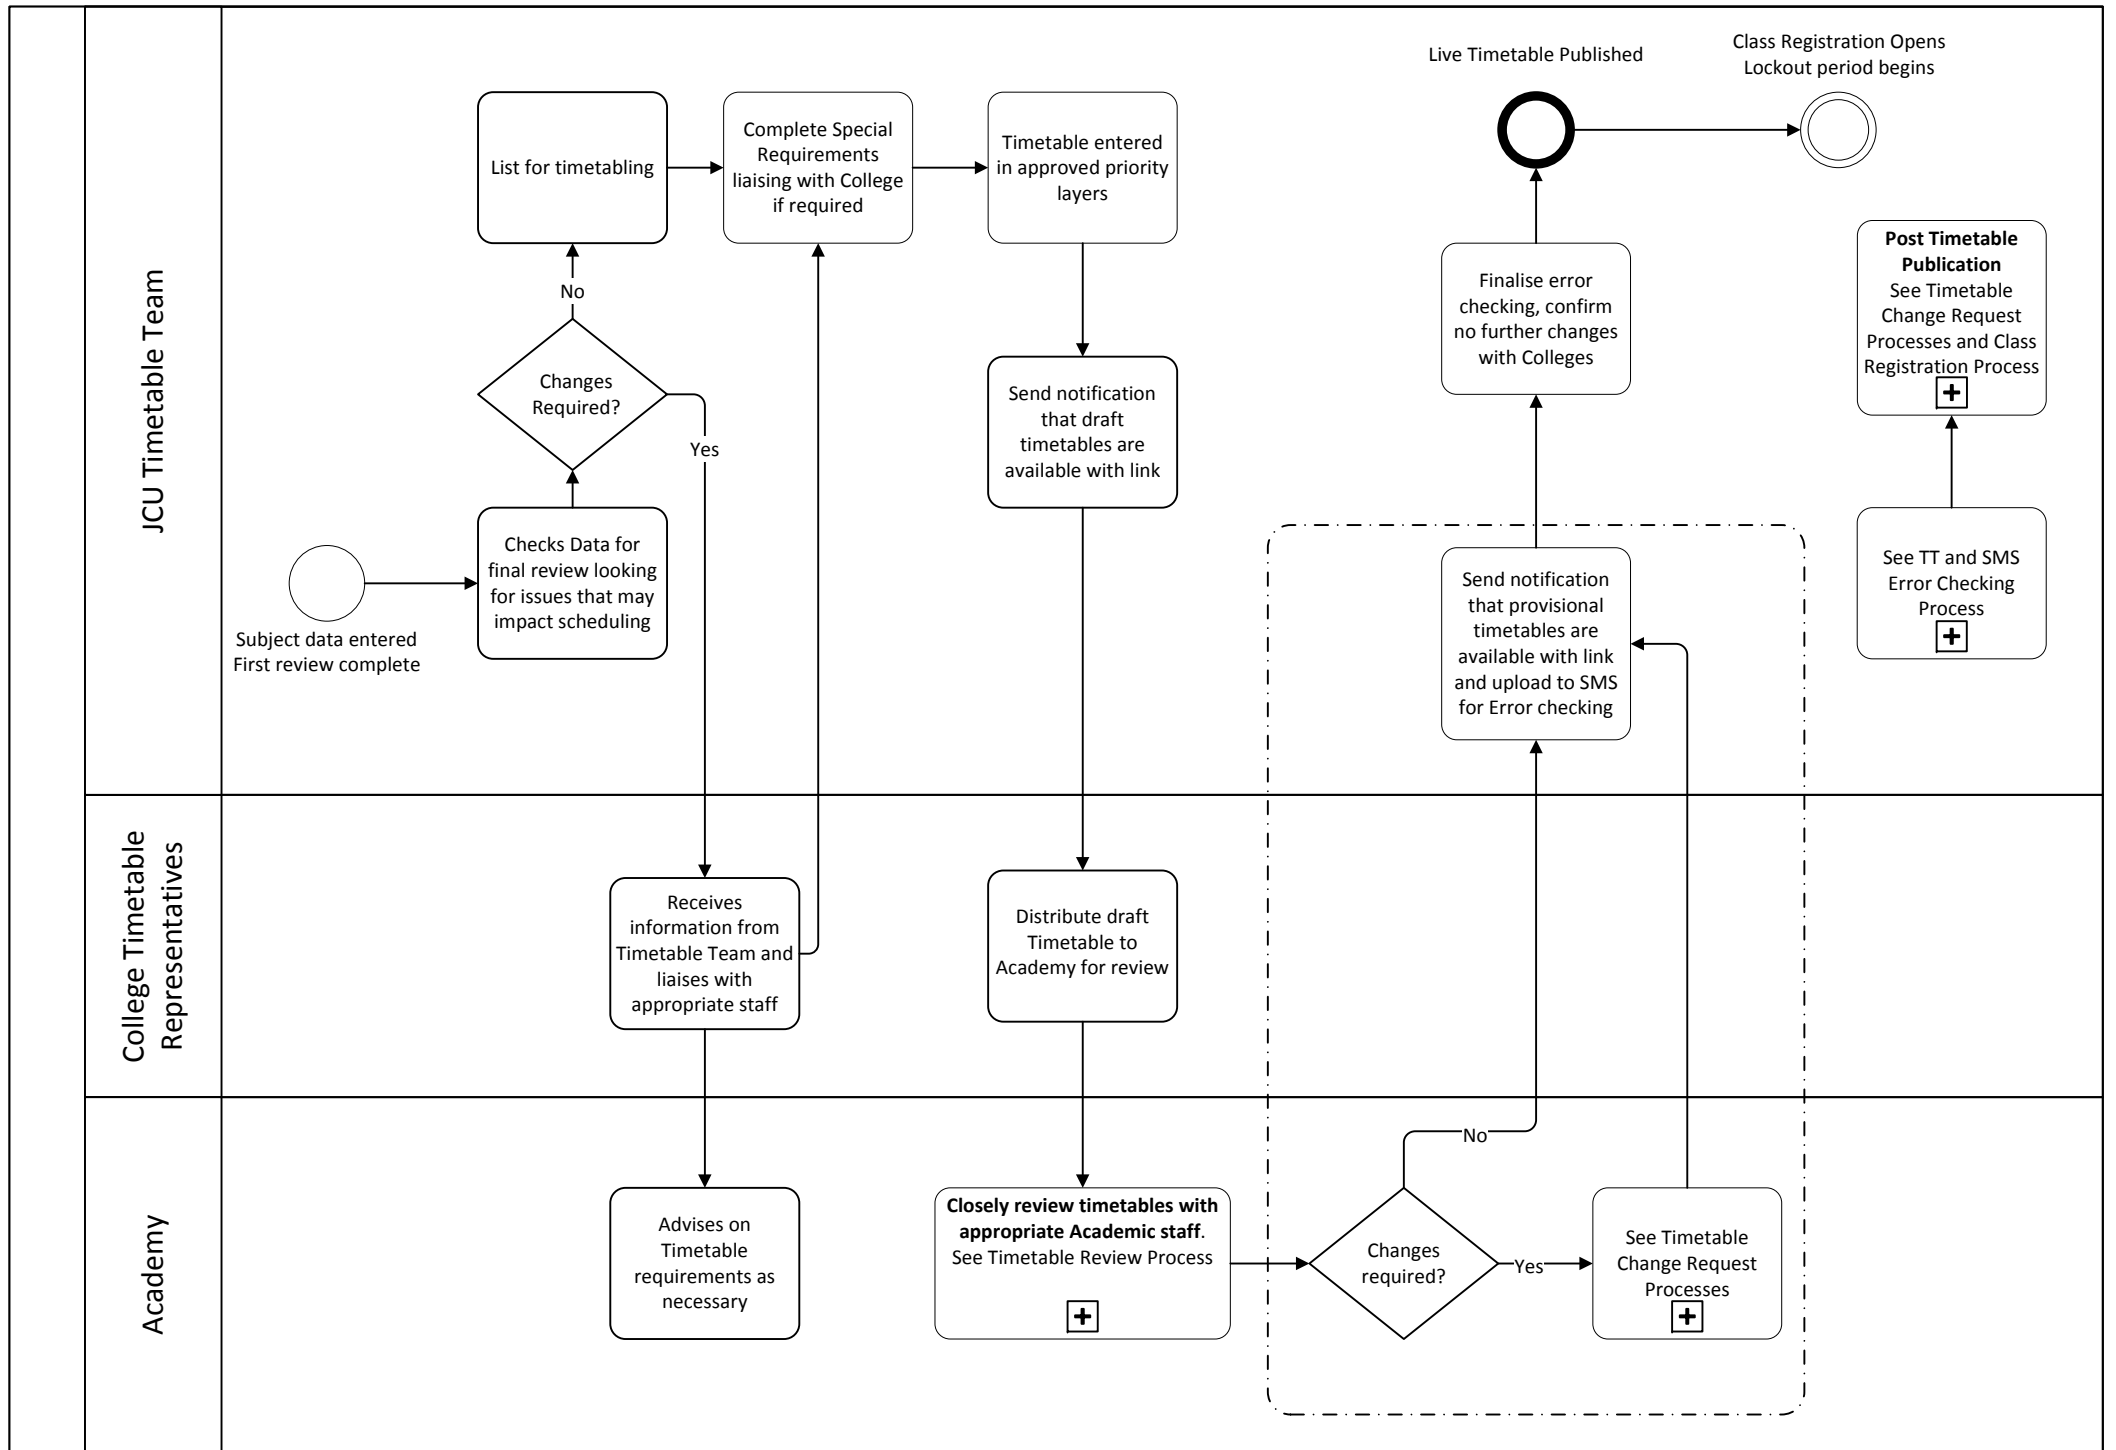 JCU Timetable Team
Subject data entered
First review complete
Checks Data for
final review looking
for issues that may
impact scheduling
Changes
Required?
No
Yes
List for timetabling
Complete Special
Requirements
liaising with College
if required
Timetable entered
in approved priority
layers
Send notification
that draft
timetables are
available with link
Live Timetable Published
Class Registration Opens
Lockout period begins
Finalise error
checking, confirm
no further changes
with Colleges
Send notification
that provisional
timetables are
available with link
and upload to SMS
for Error checking
Post Timetable
Publication
See Timetable
Change Request
Processes and Class
Registration Process
See TT and SMS
Error Checking
Process
College Timetable
Representatives
Receives
information from
Timetable Team and
liaises with
appropriate staff
Distribute draft
Timetable to
Academy for review
Academy
Advises on
Timetable
requirements as
necessary
Closely review timetables with
appropriate Academic staff.
See Timetable Review Process
Changes
required?
No
Yes
See Timetable
Change Request
Processes